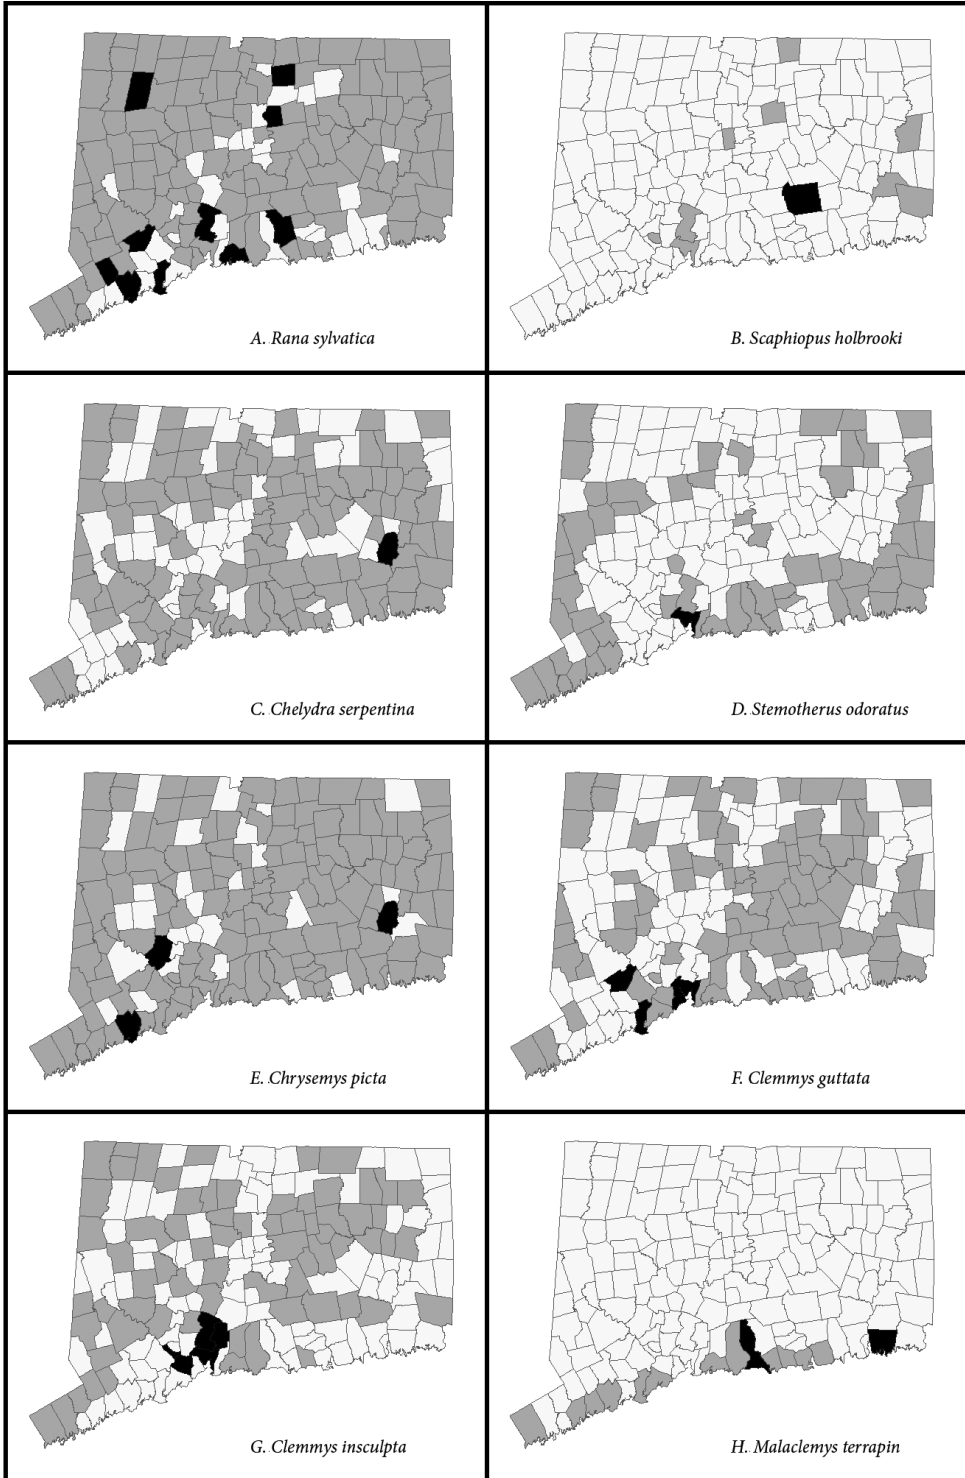 A. Rana sylvatica
B. Scaphiopus holbrooki
C. Chelydra serpentina
D. Stemotherus odoratus
E. Chrysemys picta
F. Clemmys guttata
G. Clemmys insculpta
H. Malaclemys terrapin